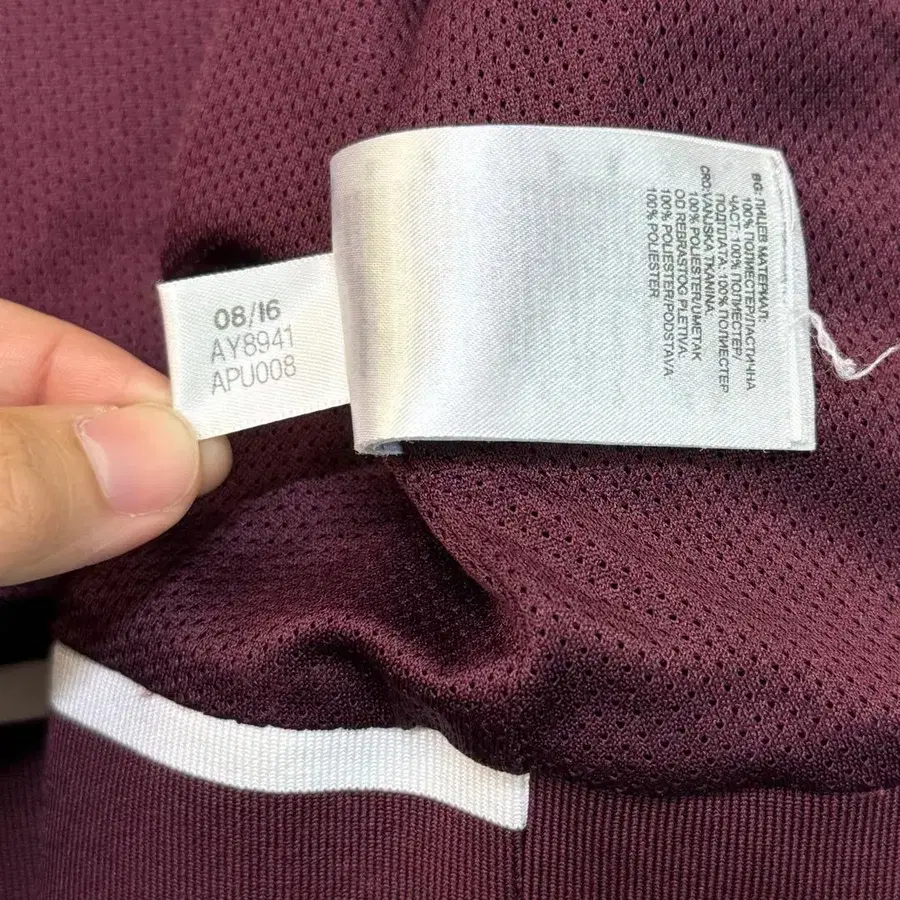 08/16
AY8941
APU008
BG: ЛИЦЕВ МАТЕРИАЛ:
100% ПОЛИЕСТЕР/ЛАСТИЧНА
ЧАСТ: 100% ПОЛИЕСТЕР/
ПОДПЛАТА: 100% ПОЛИЕСТЕР
CRO: VANJSKA TKANINA:
100% POLIESTER/UMETAK
OD REBRASTOG PLETIVA:
100% POLIESTER/PODSTAVA:
100% POLIESTER